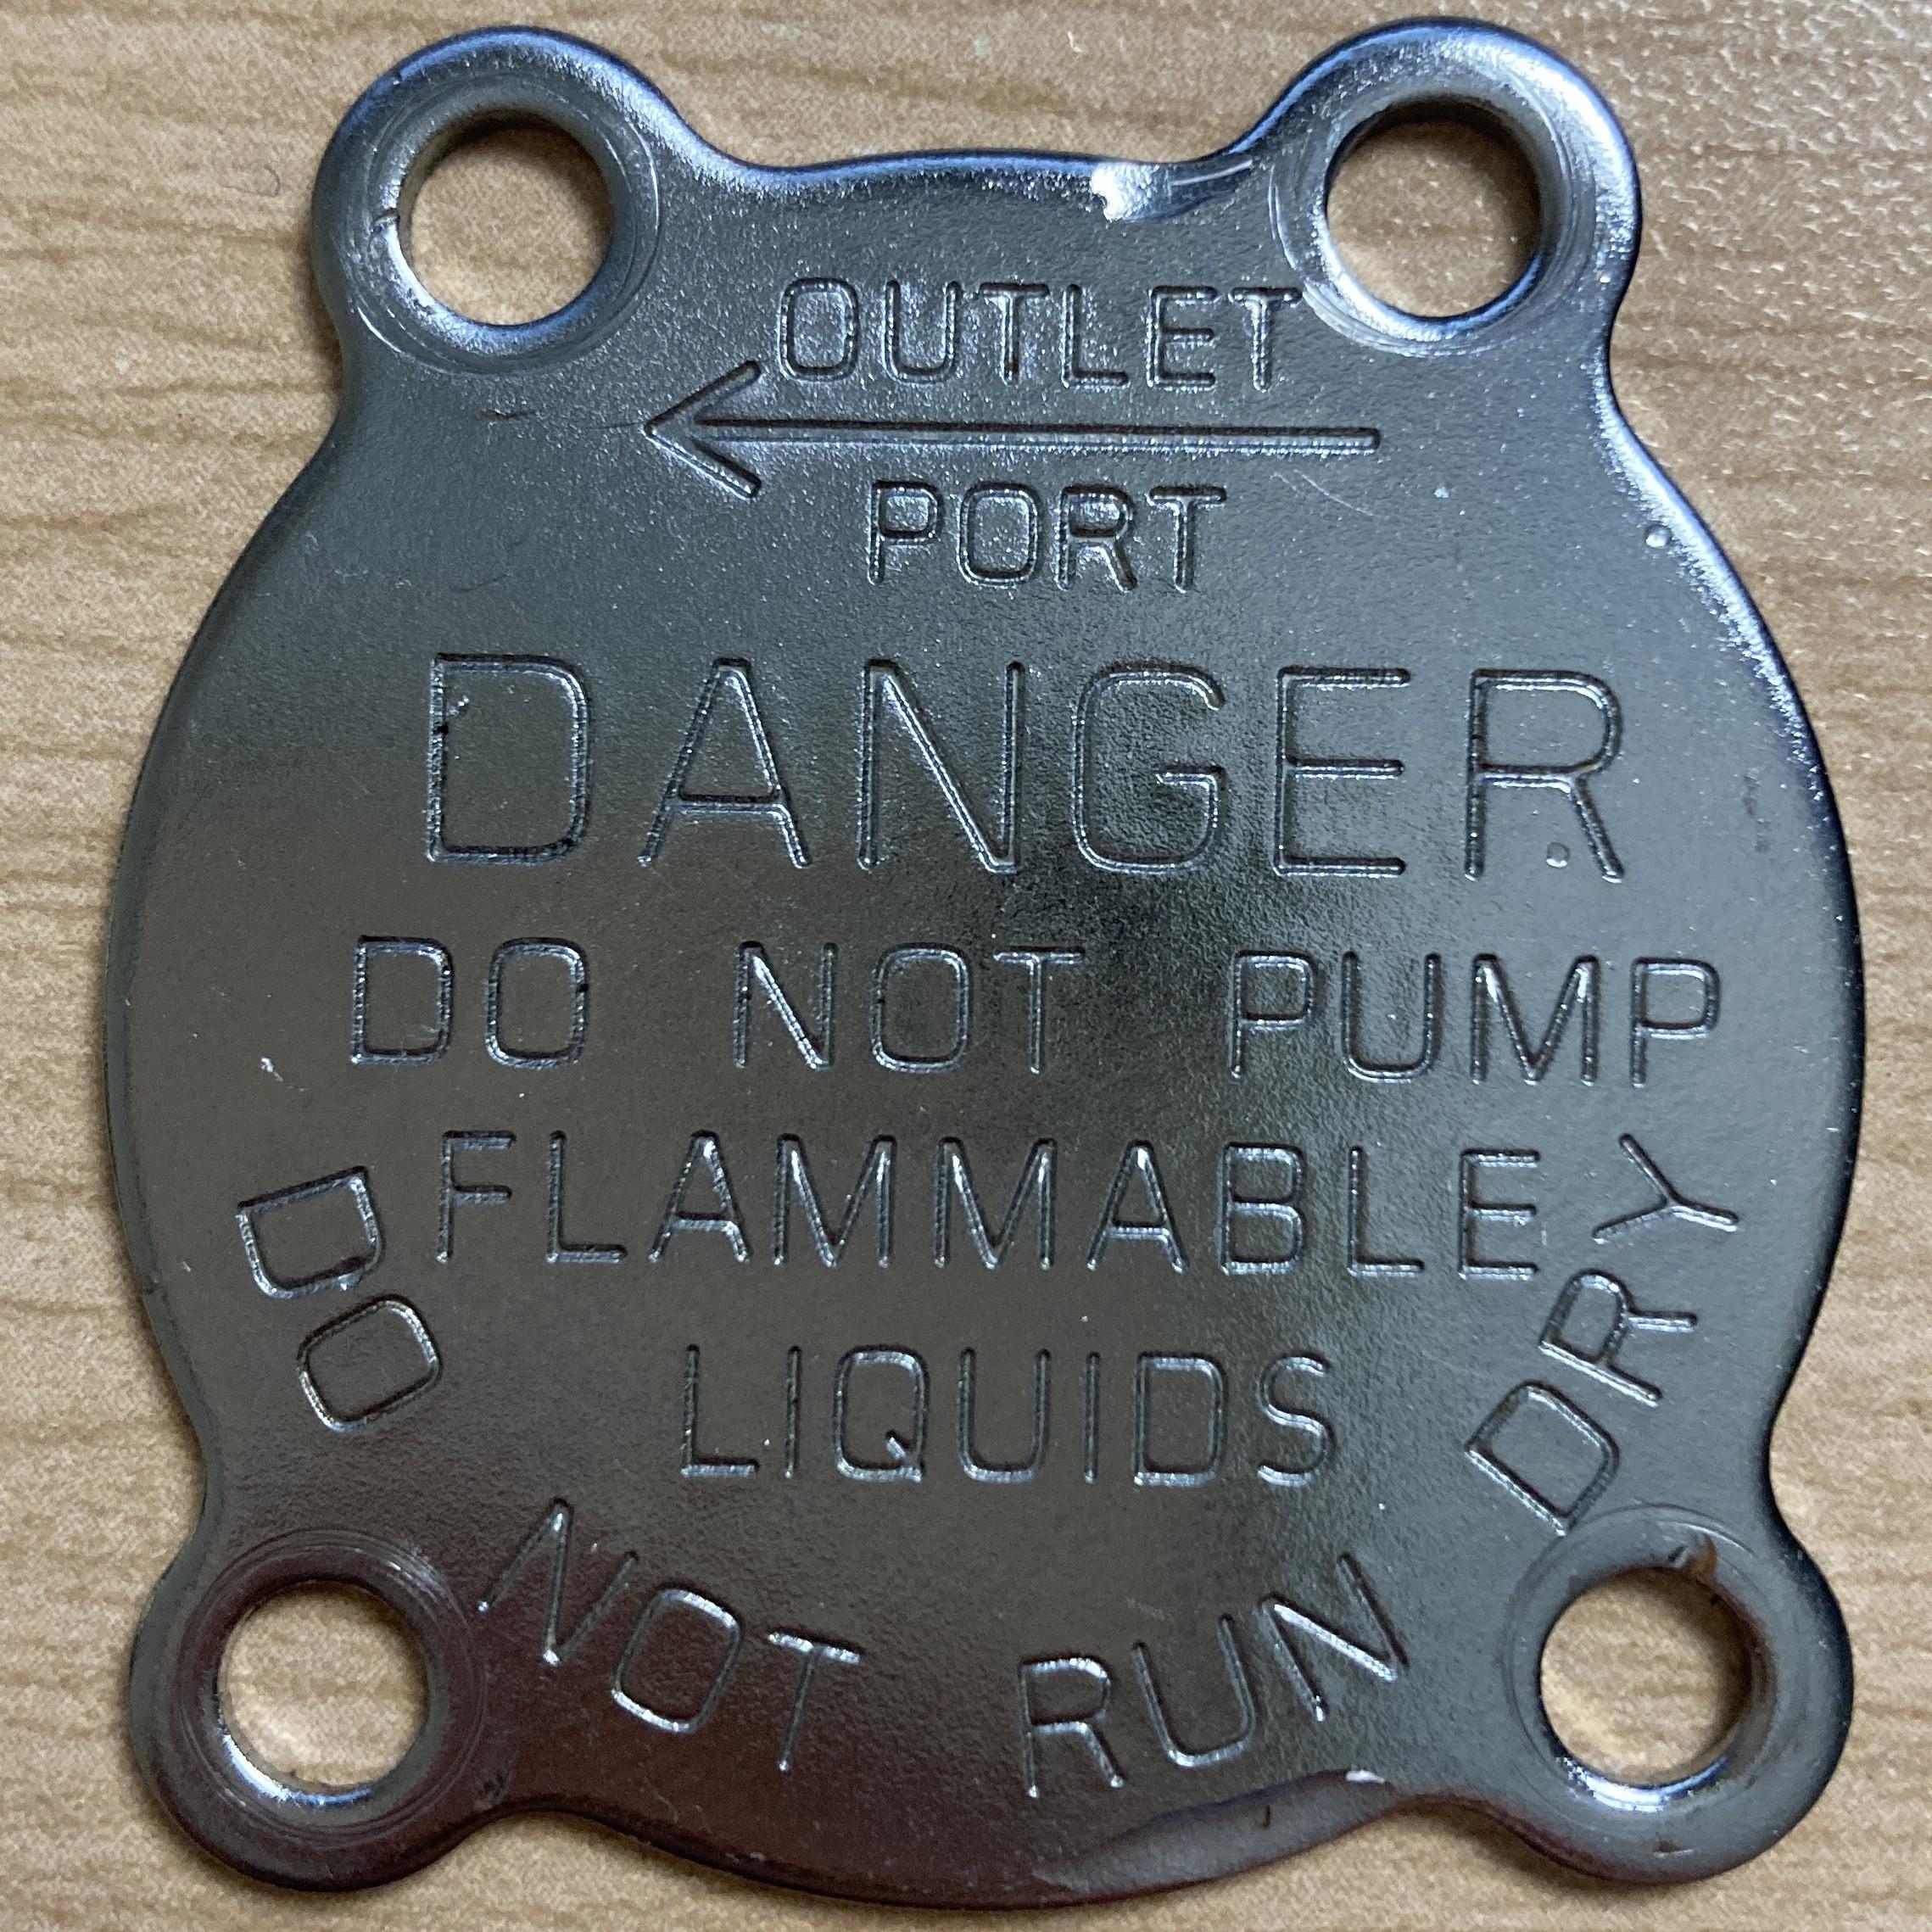 OUTLET
PORT
DANGER
DO NOT PUMP
FLAMMABLE
LIQUIDS
DO NOT RUN DRY